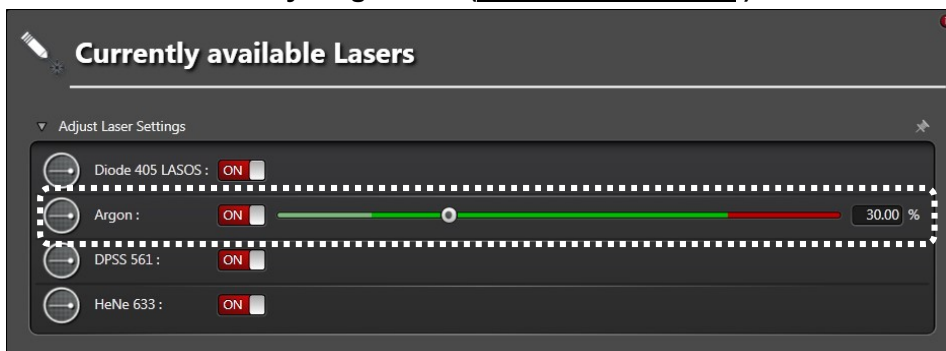 Currently available Lasers
Adjust Laser Settings
Diode 405 LASOS : ON
Argon : ON 30.00 %
DPSS 561 : ON
HeNe 633 : ON